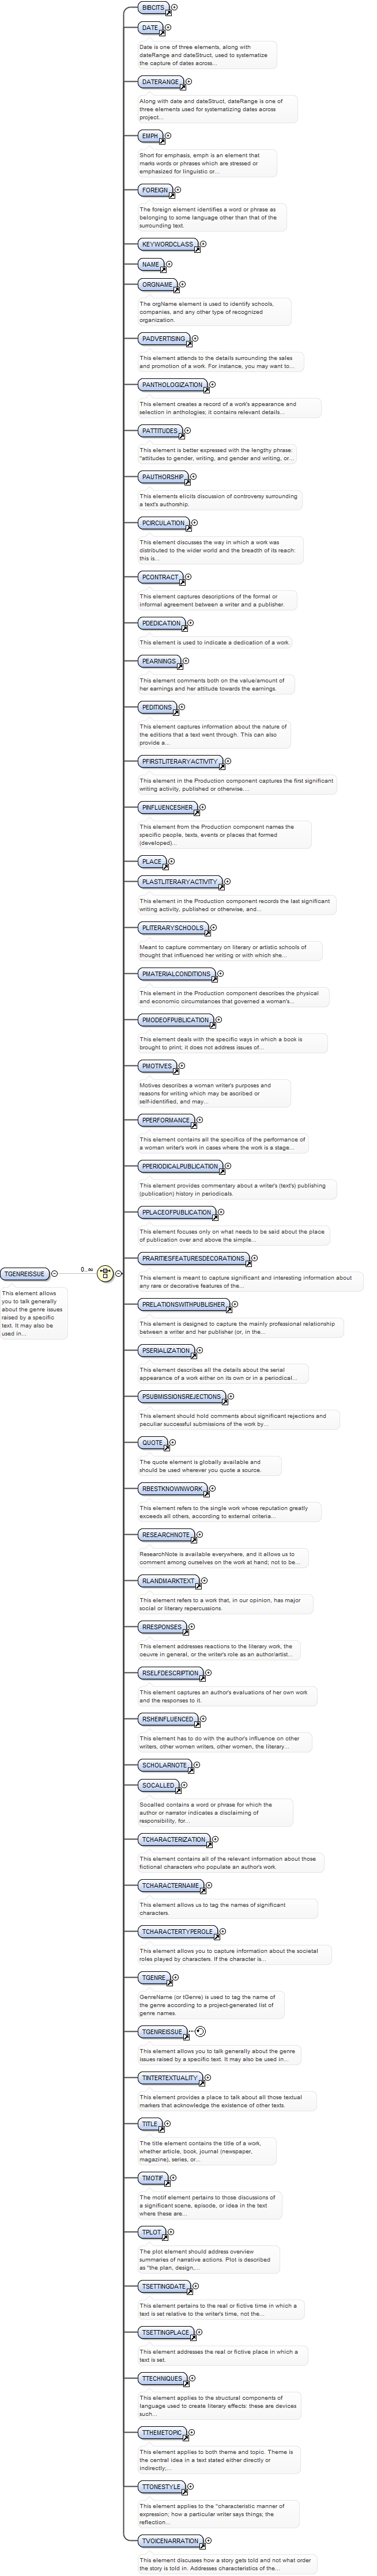 BIBCITS
DATE
Date is one of three elements, along with
dateRange and dateStruct, used to systematize
the capture of dates across...
DATERANGE
Along with date and dateStruct, dateRange is one of
three elements used for systematizing dates across
project...
EMPH
Short for emphasis, emph is an element that
marks words or phrases which are stressed or
emphasized for linguistic or...
FOREIGN
The foreign element identifies a word or phrase as
belonging to some language other than that of the
surrounding text.
KEYWORDCLASS
NAME
ORGNAME
The orgName element is used to identify schools,
companies, and any other type of recognized
organization.
PADVERTISING
This element attends to the details surrounding the sales
and promotion of a work. For instance, you may want to...
PANTHOLOGIZATION
This element creates a record of a work's appearance and
selection in anthologies; it contains relevant details...
PATTITUDES
This element is better expressed with the lengthy phrase:
"attitudes to gender, writing, and gender and writing, or...
PAUTHORSHIP
This elements elicits discussion of controversy surrounding
a text's authorship.
PCIRCULATION
This element discusses the way in which a work was
distributed to the wider world and the breadth of its reach:
this is...
PCONTRACT
This element captures descriptions of the formal or
informal agreement between a writer and a publisher.
PDEDICATION
This element is used to indicate a dedication of a work.
PEARNINGS
This element comments both on the value/amount of
her earnings and her attitude towards the earnings.
PEDITIONS
This element captures information about the nature of
the editions that a text went through. This can also
provide a...
PFIRSTLITERARYACTIVITY
This element in the Production component captures the first significant
writing activity, published or otherwise....
PINFLUENCESHER
This element from the Production component names the
specific people, texts, events or places that formed
(developed)...
PLACE
PLASTLITERARYACTIVITY
This element in the Production component records the last significant
writing activity, published or otherwise, and...
PLITERARYSCHOOLS
Meant to capture commentary on literary or artistic schools of
thought that influenced her writing or with which she...
PMATERIALCONDITIONS
This element in the Production component describes the physical
and economic circumstances that governed a woman's...
PMODEOFPUBLICATION
This element deals with the specific ways in which a book is
brought to print; it does not address issues of...
PMOTIVES
Motives describes a woman writer's purposes and
reasons for writing which may be ascribed or
self-identified, and may...
PPERFORMANCE
This element contains all the specifics of the performance of
a woman writer's work in cases where the work is a stage...
PPERIODICALPUBLICATION
This element provides commentary about a writer's (text's) publishing
(publication) history in periodicals.
PPLACEOFPUBLICATION
This element focuses only on what needs to be said about the place
of publication over and above the simple...
TGENREISSUE
0..∞
This element allows
you to talk generally
about the genre issues
raised by a specific
text. It may also be
used in...
PRARITIESFEATURESDECORATIONS
This element is meant to capture significant and interesting information about
any rare or decorative features of the...
PRELATIONSWITHPUBLISHER
This element is designed to capture the mainly professional relationship
between a writer and her publisher (or, in the...
PSERIALIZATION
This element describes all the details about the serial
appearance of a work either on its own or in a periodical...
PSUBMISSIONSREJECTIONS
This element should hold comments about significant rejections and
peculiar successful submissions of the work by...
QUOTE
The quote element is globally available and
should be used wherever you quote a source.
RBESTKNOWNWORK
This element refers to the single work whose reputation greatly
exceeds all others, according to external criteria...
RESEARCHNOTE
ResearchNote is available everywhere, and it allows us to
comment among ourselves on the work at hand; not to be...
RLANDMARKTEXT
This element refers to a work that, in our opinion, has major
social or literary repercussions.
RRESPONSES
This element addresses reactions to the literary work, the
oeuvre in general, or the writer's role as an author/artist...
RSELFDESCRIPTION
This element captures an author's evaluations of her own work
and the responses to it.
RSHEINFLUENCED
This element has to do with the author's influence on other
writers, other women writers, other women, the literary...
SCHOLARNOTE
SOCALLED
Socalled contains a word or phrase for which the
author or narrator indicates a disclaiming of
responsibility, for...
TCHARACTERIZATION
This element contains all of the relevant information about those
fictional characters who populate an author's work.
TCHARACTERNAME
This element allows us to tag the names of significant
characters.
TCHARACTERTYPEROLE
This element allows you to capture information about the societal
roles played by characters. If the character is...
TGENRE
GenreName (or tGenre) is used to tag the name of
the genre according to a project-generated list of
genre names.
TGENREISSUE
This element allows you to talk generally about the genre
issues raised by a specific text. It may also be used in...
TINTERTEXTUALITY
This element provides a place to talk about all those textual
markers that acknowledge the existence of other texts.
TITLE
The title element contains the title of a work,
whether article, book, journal (newspaper,
magazine), series, or...
TMOTIF
The motif element pertains to those discussions of
a significant scene, episode, or idea in the text
where these are...
TPLOT
The plot element should address overview
summaries of narrative actions. Plot is described
as "the plan, design,...
TSETTINGDATE
This element pertains to the real or fictive time in which a
text is set relative to the writer's time, not the...
TSETTINGPLACE
This element addresses the real or fictive place in which a
text is set.
TTECHNIQUES
This element applies to the structural components of
language used to create literary effects: these are devices
such...
TTHEMETOPIC
This element applies to both theme and topic. Theme is
the central idea in a text stated either directly or
indirectly,...
TTONESTYLE
This element applies to the "characteristic manner of
expression; how a particular writer says things; the
reflection...
TVOICENARRATION
This element discusses how a story gets told and not what order
the story is told in. Addresses characteristics of the...